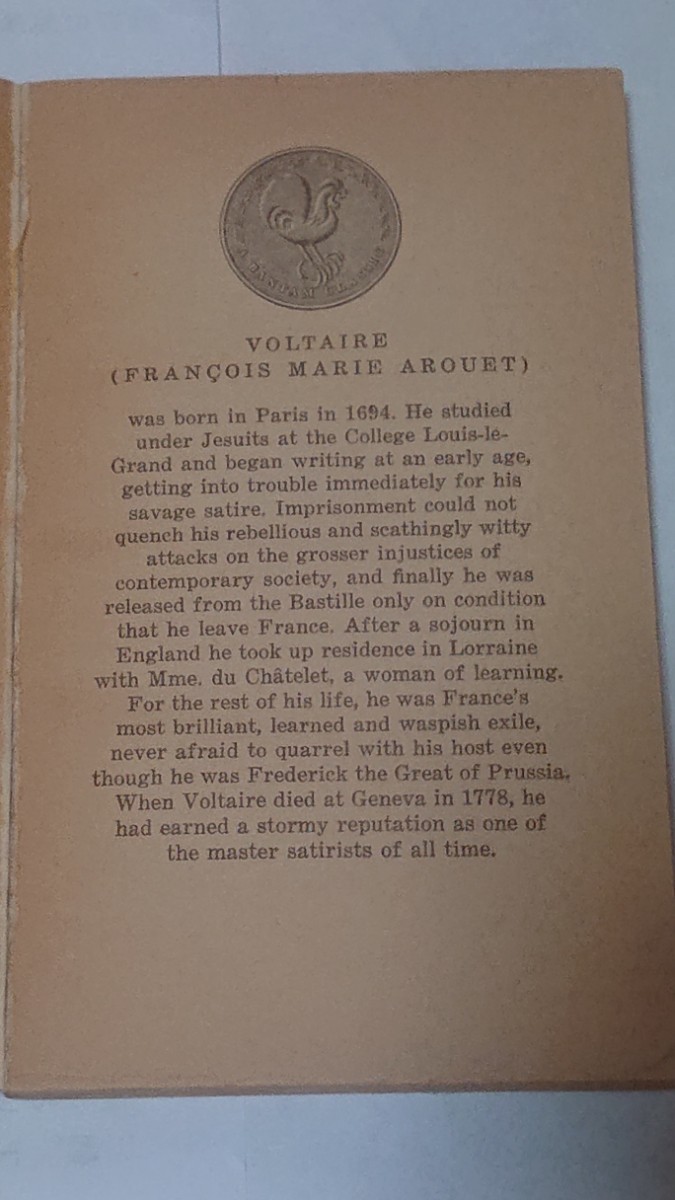 A BANTAM CLASSIC
VOLTAIRE
(FRANÇOIS MARIE AROUET)
was born in Paris in 1694. He studied
under Jesuits at the College Louis-le-
Grand and began writing at an early age,
getting into trouble immediately for his
savage satire. Imprisonment could not
quench his rebellious and scathingly witty
attacks on the grosser injustices of
contemporary society, and finally he was
released from the Bastille only on condition
that he leave France. After a sojourn in
England he took up residence in Lorraine
with Mme. du Châtelet, a woman of learning.
For the rest of his life, he was France's
most brilliant, learned and waspish exile,
never afraid to quarrel with his host even
though he was Frederick the Great of Prussia.
When Voltaire died at Geneva in 1778, he
had earned a stormy reputation as one of
the master satirists of all time.